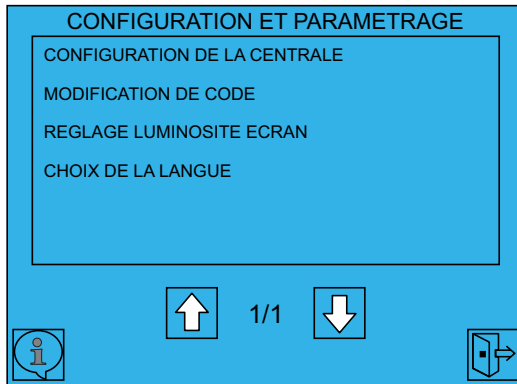 CONFIGURATION ET PARAMETRAGE
CONFIGURATION DE LA CENTRALE
MODIFICATION DE CODE
REGLAGE LUMINOSITE ECRAN
CHOIX DE LA LANGUE
1/1
i